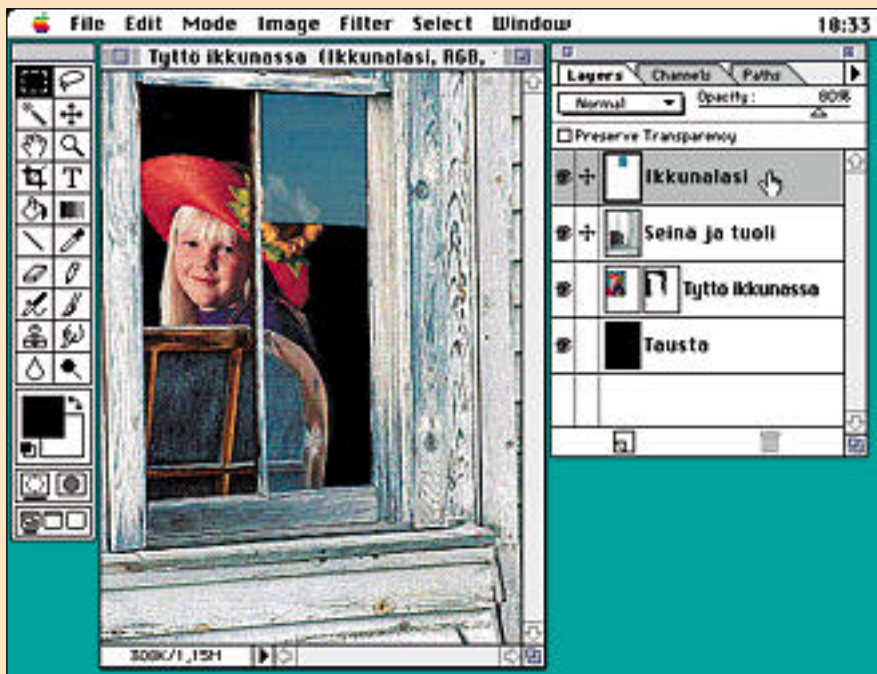 File Edit Mode Image Filter Select Window 18:33
Tyttö ikkunassa (Ikkunalasi, RGB,
Layers Channels Paths
Normal Opacity: 80%
Preserve Transparency
Ikkunalasi
Seinä ja tuoli
Tyttö ikkunassa
Tausta
T
308K/1,15M